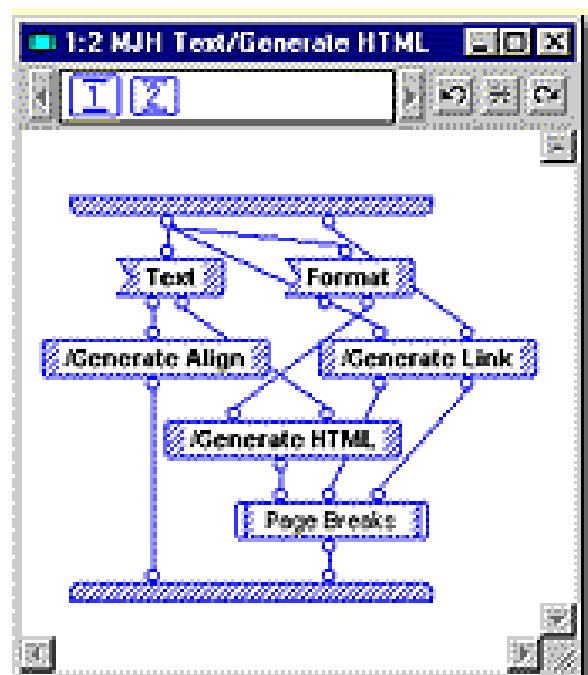 1:2 MJH Text/Generate HTML
1 2
Text Format
/Generate Align /Generate Link
/Generate HTML
Page Breaks